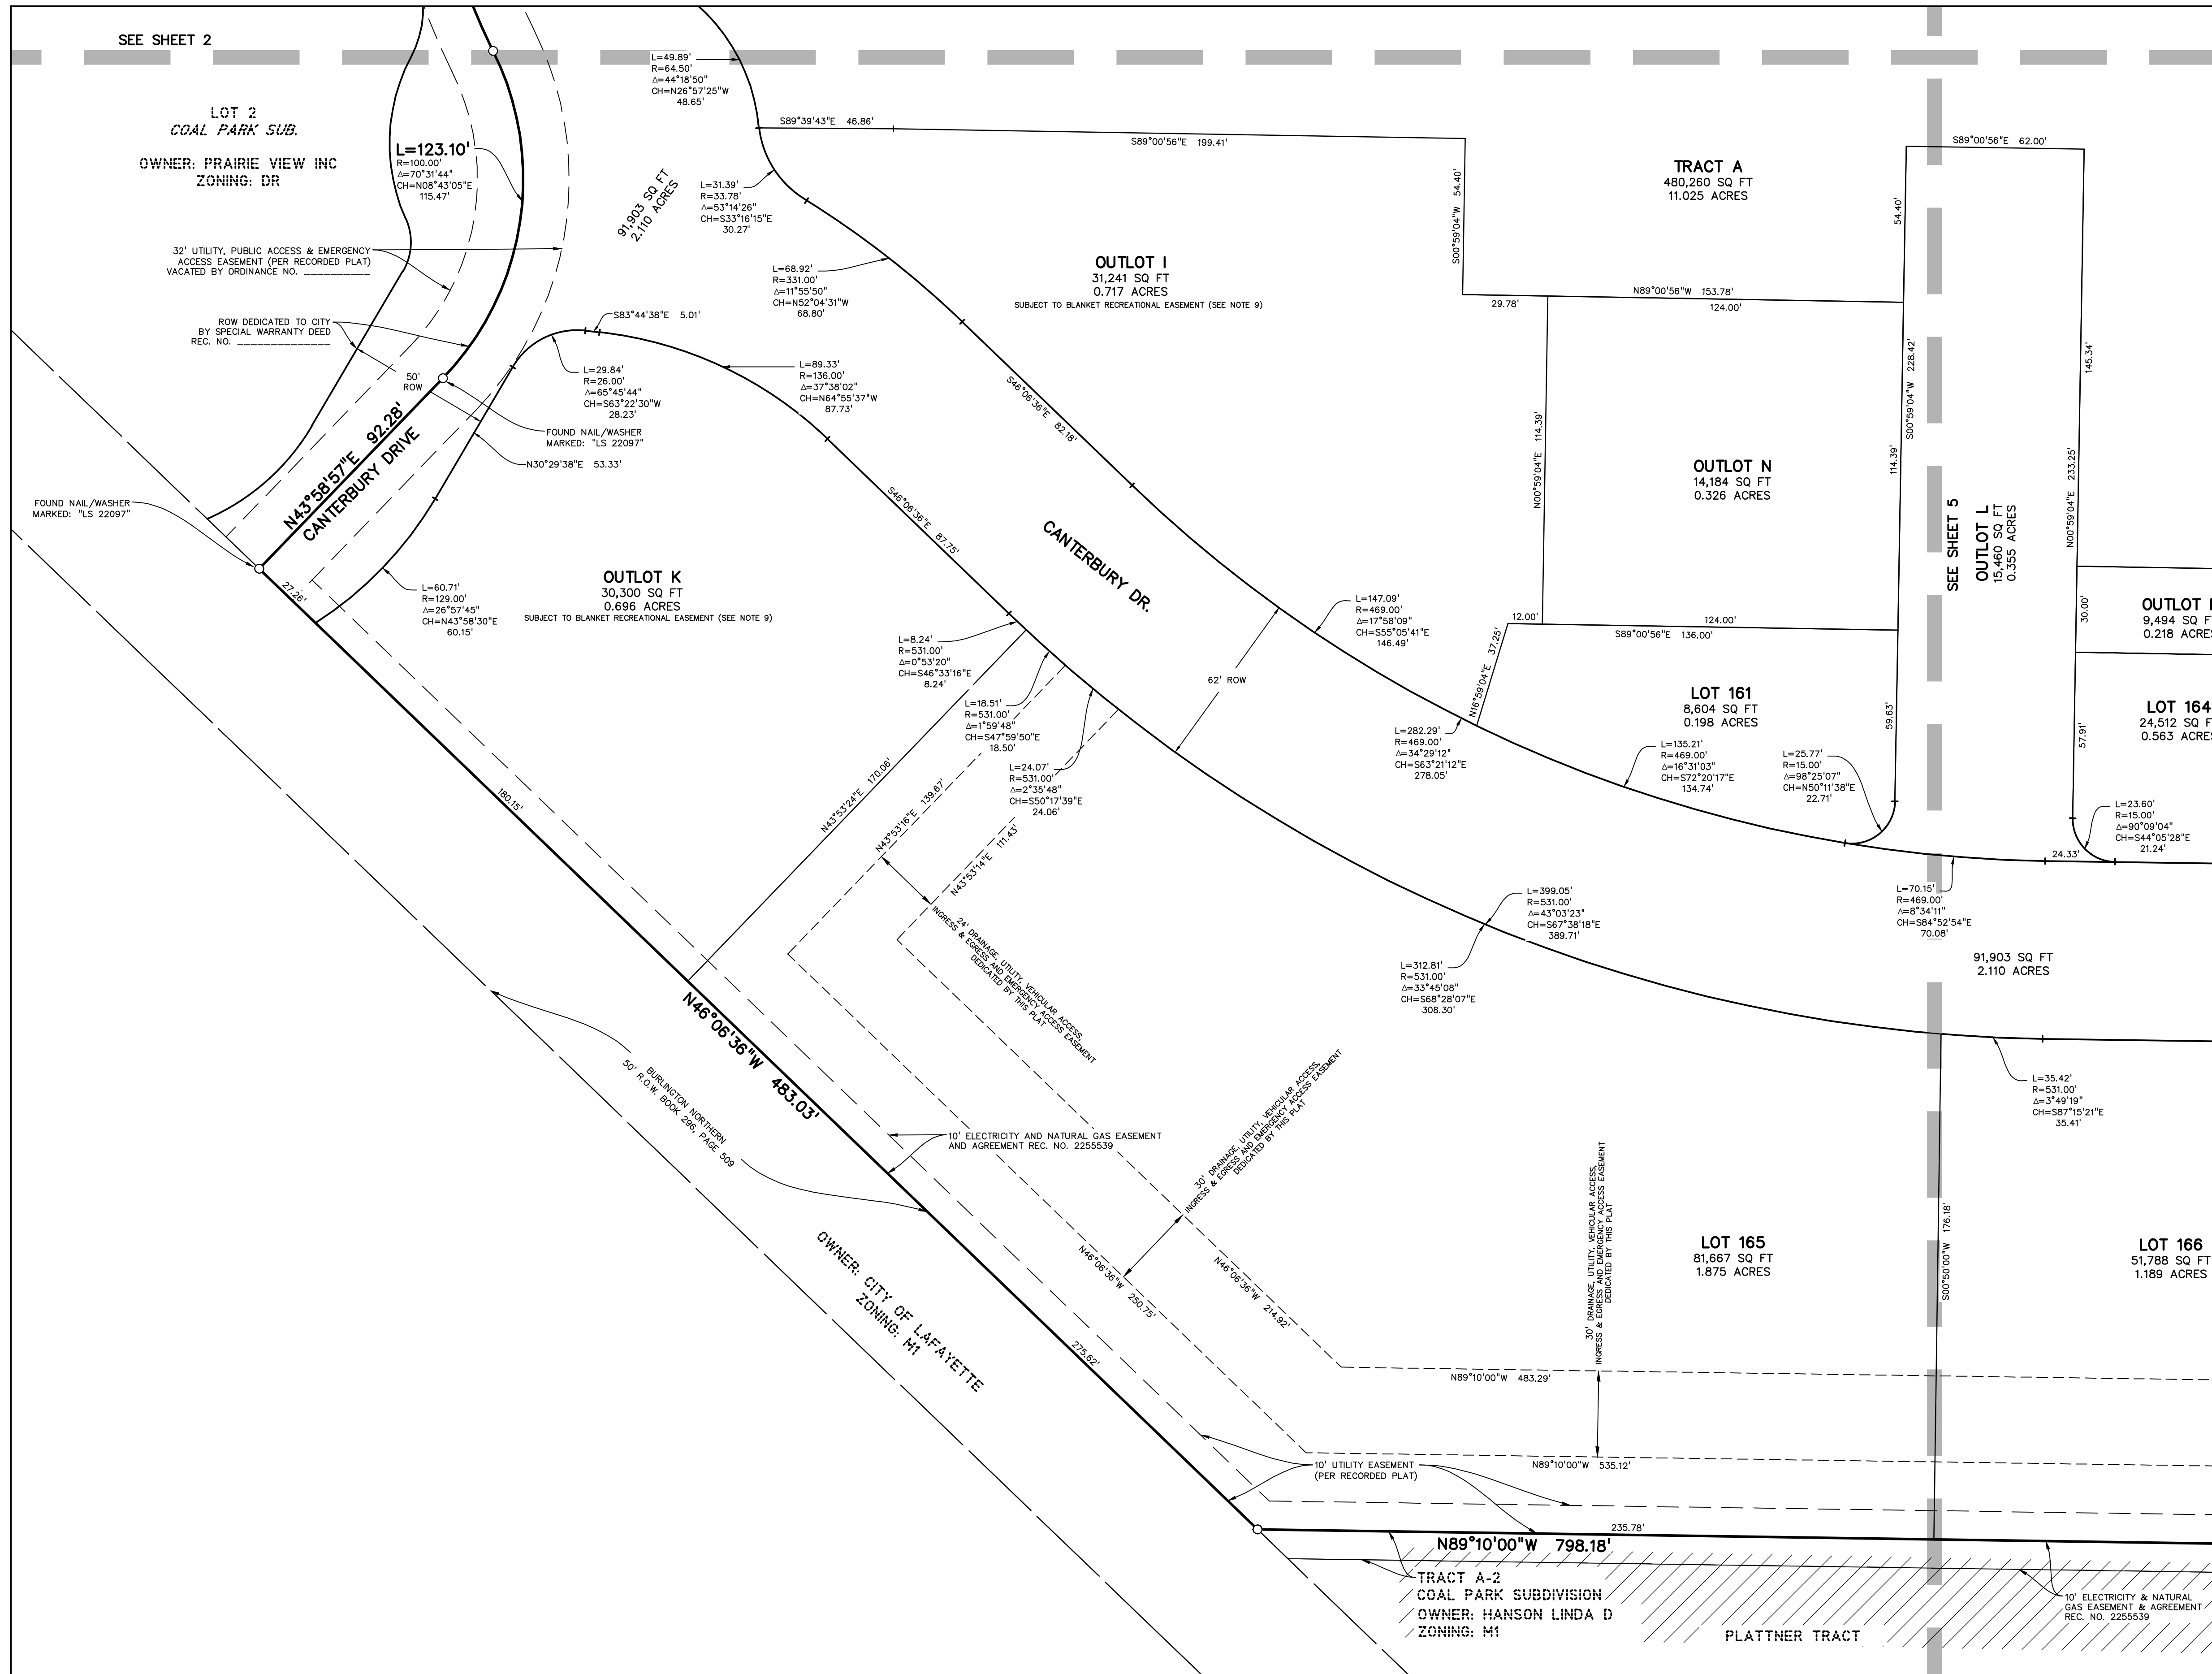 SEE SHEET 2
LOT 2
COAL PARK SUB.
OWNER: PRAIRIE VIEW INC
ZONING: DR
L=123.10'
R=100.00'
Δ=70°31'44"
CH=N08°43'05"E
115.47'
32' UTILITY, PUBLIC ACCESS & EMERGENCY
ACCESS EASEMENT (PER RECORDED PLAT)
VACATED BY ORDINANCE NO. __________
ROW DEDICATED TO CITY
BY SPECIAL WARRANTY DEED
REC. NO. ______________
50'
ROW
FOUND NAIL/WASHER
MARKED: "LS 22097"
N43°58'57"E 92.28'
CANTERBURY DRIVE
27.26'
L=49.89'
R=64.50'
Δ=44°18'50"
CH=N26°57'25"W
48.65'
91,903 SQ FT
2.110 ACRES
L=31.39'
R=33.78'
Δ=53°14'26"
CH=S33°16'15"E
30.27'
S89°39'43"E 46.86'
S89°00'56"E 199.41'
L=68.92'
R=331.00'
Δ=11°55'50"
CH=N52°04'31"W
68.80'
S83°44'38"E 5.01'
L=29.84'
R=26.00'
Δ=65°45'44"
CH=S63°22'30"W
28.23'
L=89.33'
R=136.00'
Δ=37°38'02"
CH=N64°55'37"W
87.73'
FOUND NAIL/WASHER
MARKED: "LS 22097"
N30°29'38"E 53.33'
L=60.71'
R=129.00'
Δ=26°57'45"
CH=N43°58'30"E
60.15'
OUTLOT K
30,300 SQ FT
0.696 ACRES
SUBJECT TO BLANKET RECREATIONAL EASEMENT (SEE NOTE 9)
S46°06'36"E 87.75'
S46°06'36"E 82.18'
OUTLOT I
31,241 SQ FT
0.717 ACRES
SUBJECT TO BLANKET RECREATIONAL EASEMENT (SEE NOTE 9)
S00°59'04"W 54.40'
TRACT A
480,260 SQ FT
11.025 ACRES
54.40'
S89°00'56"E 62.00'
N89°00'56"W 153.78'
29.78'
124.00'
N00°59'04"E 114.39'
OUTLOT N
14,184 SQ FT
0.326 ACRES
114.39'
S00°59'04"W 228.42'
145.34'
N00°59'04"E 233.25'
SEE SHEET 5
OUTLOT L
15,460 SQ FT
0.355 ACRES
30.00'
OUTLOT
9,494 SQ F
0.218 ACRES
CANTERBURY DR.
L=147.09'
R=469.00'
Δ=17°58'09"
CH=S55°05'41"E
146.49'
12.00'
124.00'
S89°00'56"E 136.00'
N16°59'04"E 37.25'
LOT 161
8,604 SQ FT
0.198 ACRES
59.63'
57.91'
LOT 164
24,512 SQ FT
0.563 ACRES
62' ROW
L=8.24'
R=531.00'
Δ=0°53'20"
CH=S46°33'16"E
8.24'
L=18.51'
R=531.00'
Δ=1°59'48"
CH=S47°59'50"E
18.50'
L=24.07'
R=531.00'
Δ=2°35'48"
CH=S50°17'39"E
24.06'
L=282.29'
R=469.00'
Δ=34°29'12"
CH=S63°21'12"E
278.05'
L=135.21'
R=469.00'
Δ=16°31'03"
CH=S72°20'17"E
134.74'
L=25.77'
R=15.00'
Δ=98°25'07"
CH=N50°11'38"E
22.71'
L=23.60'
R=15.00'
Δ=90°09'04"
CH=S44°05'28"E
21.24'
24.33'
L=70.15'
R=469.00'
Δ=8°34'11"
CH=S84°52'54"E
70.08'
91,903 SQ FT
2.110 ACRES
L=399.05'
R=531.00'
Δ=43°03'23"
CH=S67°38'18"E
389.71'
L=312.81'
R=531.00'
Δ=33°45'08"
CH=S68°28'07"E
308.30'
L=35.42'
R=531.00'
Δ=3°49'19"
CH=S87°15'21"E
35.41'
N43°53'24"E 170.06'
N43°53'16"E 139.67'
N43°53'14"E 111.43'
24' DRAINAGE, UTILITY, VEHICULAR ACCESS,
INGRESS & EGRESS AND EMERGENCY ACCESS EASEMENT
DEDICATED BY THIS PLAT
180.15'
N46°06'36"W 483.03'
BURLINGTON NORTHERN
50' R.O.W. BOOK 296, PAGE 509
10' ELECTRICITY AND NATURAL GAS EASEMENT
AND AGREEMENT REC. NO. 2255539
30' DRAINAGE, UTILITY, VEHICULAR ACCESS,
INGRESS & EGRESS AND EMERGENCY ACCESS EASEMENT
DEDICATED BY THIS PLAT
30' DRAINAGE, UTILITY, VEHICULAR ACCESS,
INGRESS & EGRESS AND EMERGENCY ACCESS EASEMENT
DEDICATED BY THIS PLAT
LOT 165
81,667 SQ FT
1.875 ACRES
S00°50'00"W 176.18'
LOT 166
51,788 SQ FT
1.189 ACRES
N46°06'36"W 250.75'
N46°06'36"W 214.92'
OWNER: CITY OF LAFAYETTE
ZONING: M1
275.62'
N89°10'00"W 483.29'
N89°10'00"W 535.12'
10' UTILITY EASEMENT
(PER RECORDED PLAT)
235.78'
N89°10'00"W 798.18'
TRACT A-2
COAL PARK SUBDIVISION
OWNER: HANSON LINDA D
ZONING: M1
PLATTNER TRACT
10' ELECTRICITY & NATURAL
GAS EASEMENT & AGREEMENT
REC. NO. 2255539